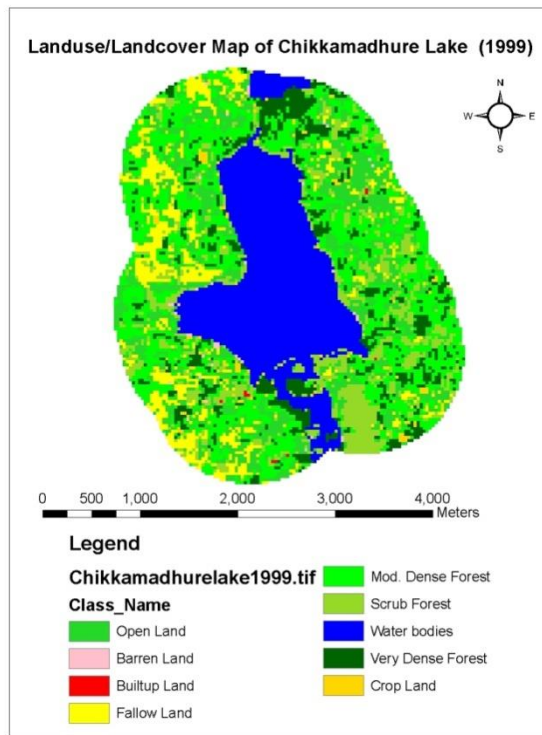 Landuse/Landcover Map of Chikkamadhure Lake (1999)
N
W E
S
0 500 1,000 2,000 3,000 4,000
Meters
Legend
Chikkamadhurelake1999.tif
Class_Name
Open Land
Barren Land
Builtup Land
Fallow Land
Mod. Dense Forest
Scrub Forest
Water bodies
Very Dense Forest
Crop Land